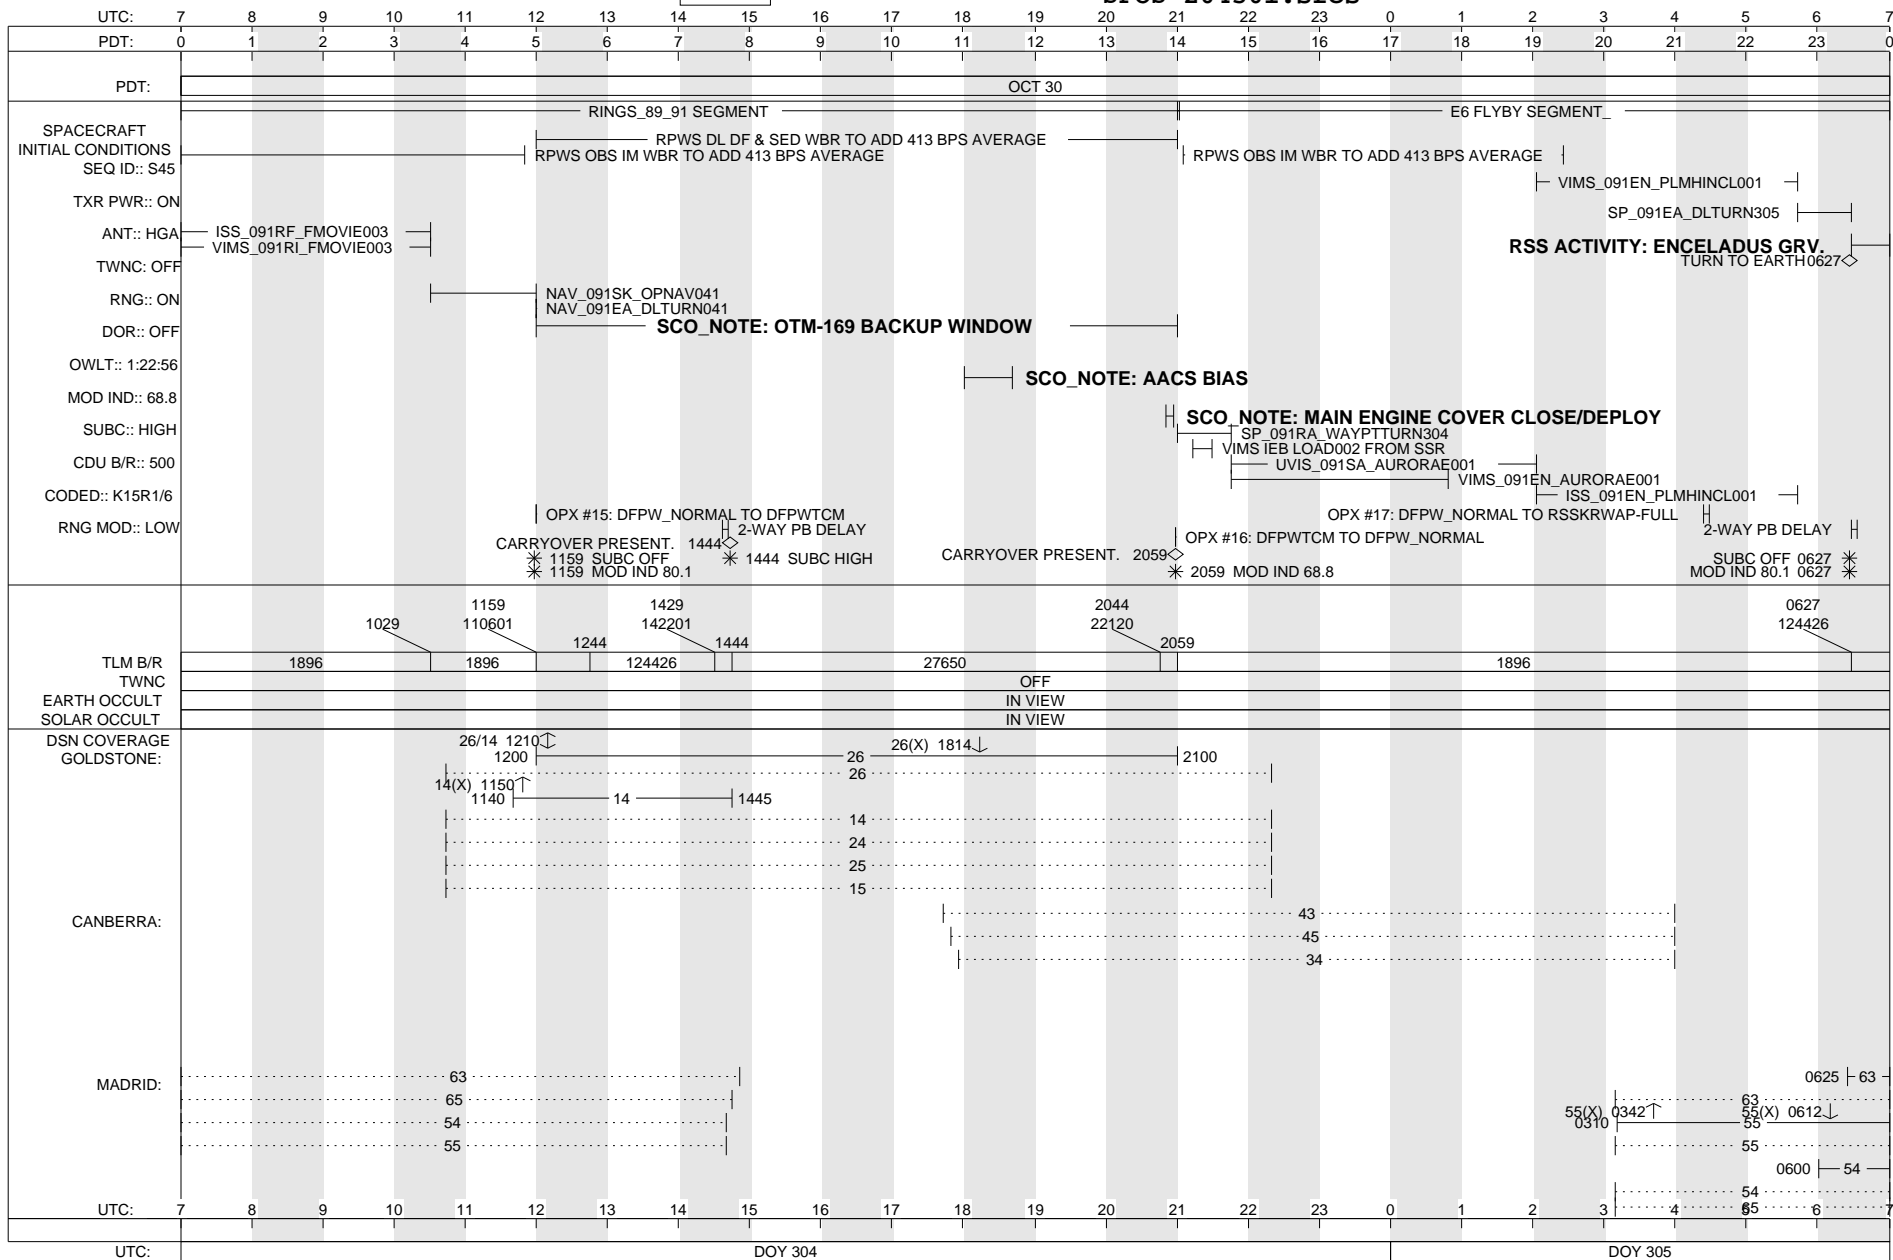 UTC: 7 8 9 10 11 12 13 14 15 16 17 18 19 20 21 22 23 0 1 2 3 4 5 6 7
PDT: 0 1 2 3 4 5 6 7 8 9 10 11 12 13 14 15 16 17 18 19 20 21 22 23 0
PDT: OCT 30
RINGS_89_91 SEGMENT E6 FLYBY SEGMENT_
SPACECRAFT
INITIAL CONDITIONS
RPWS DL DF & SED WBR TO ADD 413 BPS AVERAGE
RPWS OBS IM WBR TO ADD 413 BPS AVERAGE RPWS OBS IM WBR TO ADD 413 BPS AVERAGE
SEQ ID:: S45
VIMS_091EN_PLMHINCL001
TXR PWR:: ON
SP_091EA_DLTURN305
ANT:: HGA ISS_091RF_FMOVIE003
VIMS_091RI_FMOVIE003 RSS ACTIVITY: ENCELADUS GRV.
TWNC: OFF TURN TO EARTH 0627
RNG:: ON NAV_091SK_OPNAV041
NAV_091EA_DLTURN041
DOR:: OFF SCO_NOTE: OTM-169 BACKUP WINDOW
OWLT:: 1:22:56
SCO_NOTE: AACS BIAS
MOD IND:: 68.8
SCO_NOTE: MAIN ENGINE COVER CLOSE/DEPLOY
SUBC:: HIGH SP_091RA_WAYPTTURN304
VIMS IEB LOAD002 FROM SSR
CDU B/R:: 500 UVIS_091SA_AURORAE001
VIMS_091EN_AURORAE001
CODED:: K15R1/6 ISS_091EN_PLMHINCL001
OPX #15: DFPW_NORMAL TO DFPWTCM OPX #17: DFPW_NORMAL TO RSSKRWAP-FULL
RNG MOD:: LOW 2-WAY PB DELAY 2-WAY PB DELAY
OPX #16: DFPWTCM TO DFPW_NORMAL
CARRYOVER PRESENT. 1444 CARRYOVER PRESENT. 2059
1159 SUBC OFF 1444 SUBC HIGH SUBC OFF 0627
1159 MOD IND 80.1 2059 MOD IND 68.8 MOD IND 80.1 0627
1159 1429 2044 0627
1029 110601 142201 22120 124426
1244 1444 2059
TLM B/R 1896 1896 124426 27650 1896
TWNC OFF
EARTH OCCULT IN VIEW
SOLAR OCCULT IN VIEW
DSN COVERAGE 26/14 1210 26(X) 1814
GOLDSTONE: 1200 26 2100
26
14(X) 1150
1140 14 1445
14
24
25
15
CANBERRA: 43
45
34
MADRID: 63 0625 63
65 63
55(X) 0342 55(X) 0612
54 0310 55
55 55
0600 54
54
65
UTC: 7 8 9 10 11 12 13 14 15 16 17 18 19 20 21 22 23 0 1 2 3 4 5 6 7
UTC: DOY 304 DOY 305